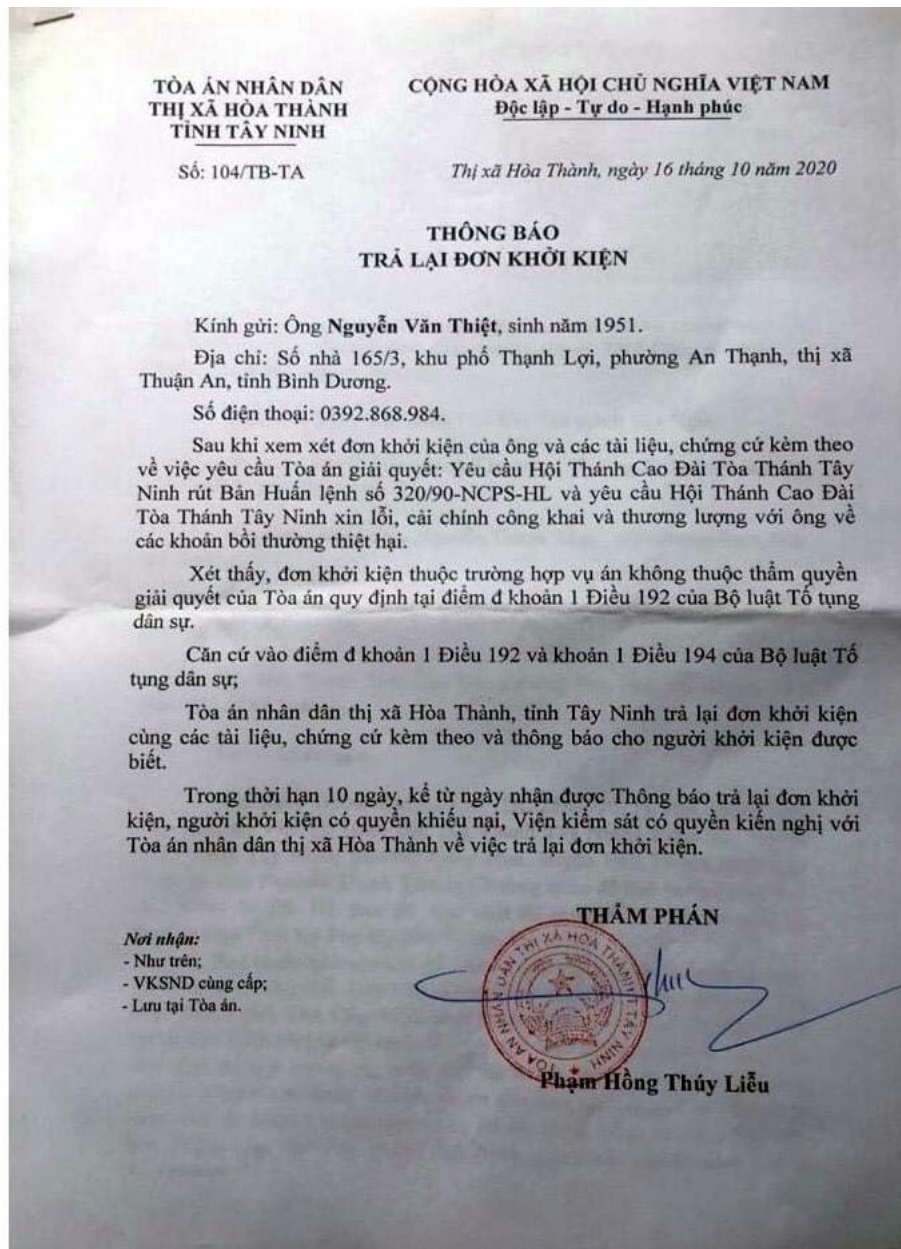 TÒA ÁN NHÂN DÂN
THỊ XÃ HÒA THÀNH
TỈNH TÂY NINH
Số: 104/TB-TA
CỘNG HÒA XÃ HỘI CHỦ NGHĨA VIỆT NAM
Độc lập - Tự do - Hạnh phúc
Thị xã Hòa Thành, ngày 16 tháng 10 năm 2020
THÔNG BÁO
TRẢ LẠI ĐƠN KHỞI KIỆN
Kính gửi: Ông Nguyễn Văn Thiệt, sinh năm 1951.
Địa chỉ: Số nhà 165/3, khu phố Thạnh Lợi, phường An Thạnh, thị xã
Thuận An, tỉnh Bình Dương.
Số điện thoại: 0392.868.984.
Sau khi xem xét đơn khởi kiện của ông và các tài liệu, chứng cứ kèm theo
về việc yêu cầu Tòa án giải quyết: Yêu cầu Hội Thánh Cao Đài Tòa Thánh Tây
Ninh rút Bản Huấn lệnh số 320/90-NCPS-HL và yêu cầu Hội Thánh Cao Đài
Tòa Thánh Tây Ninh xin lỗi, cải chính công khai và thương lượng với ông về
các khoản bồi thường thiệt hại.
Xét thấy, đơn khởi kiện thuộc trường hợp vụ án không thuộc thẩm quyền
giải quyết của Tòa án quy định tại điểm đ khoản 1 Điều 192 của Bộ luật Tố tụng
dân sự.
Căn cứ vào điểm đ khoản 1 Điều 192 và khoản 1 Điều 194 của Bộ luật Tố
tụng dân sự;
Tòa án nhân dân thị xã Hòa Thành, tỉnh Tây Ninh trả lại đơn khởi kiện
cùng các tài liệu, chứng cứ kèm theo và thông báo cho người khởi kiện được
biết.
Trong thời hạn 10 ngày, kể từ ngày nhận được Thông báo trả lại đơn khởi
kiện, người khởi kiện có quyền khiếu nại, Viện kiểm sát có quyền kiến nghị với
Tòa án nhân dân thị xã Hòa Thành về việc trả lại đơn khởi kiện.
Nơi nhận:
- Như trên;
- VKSND cùng cấp;
- Lưu tại Tòa án.
THẨM PHÁN
TÒA ÁN NHÂN DÂN THỊ XÃ HÒA THÀNH T. TÂY NINH
Phạm Hồng Thúy Liễu